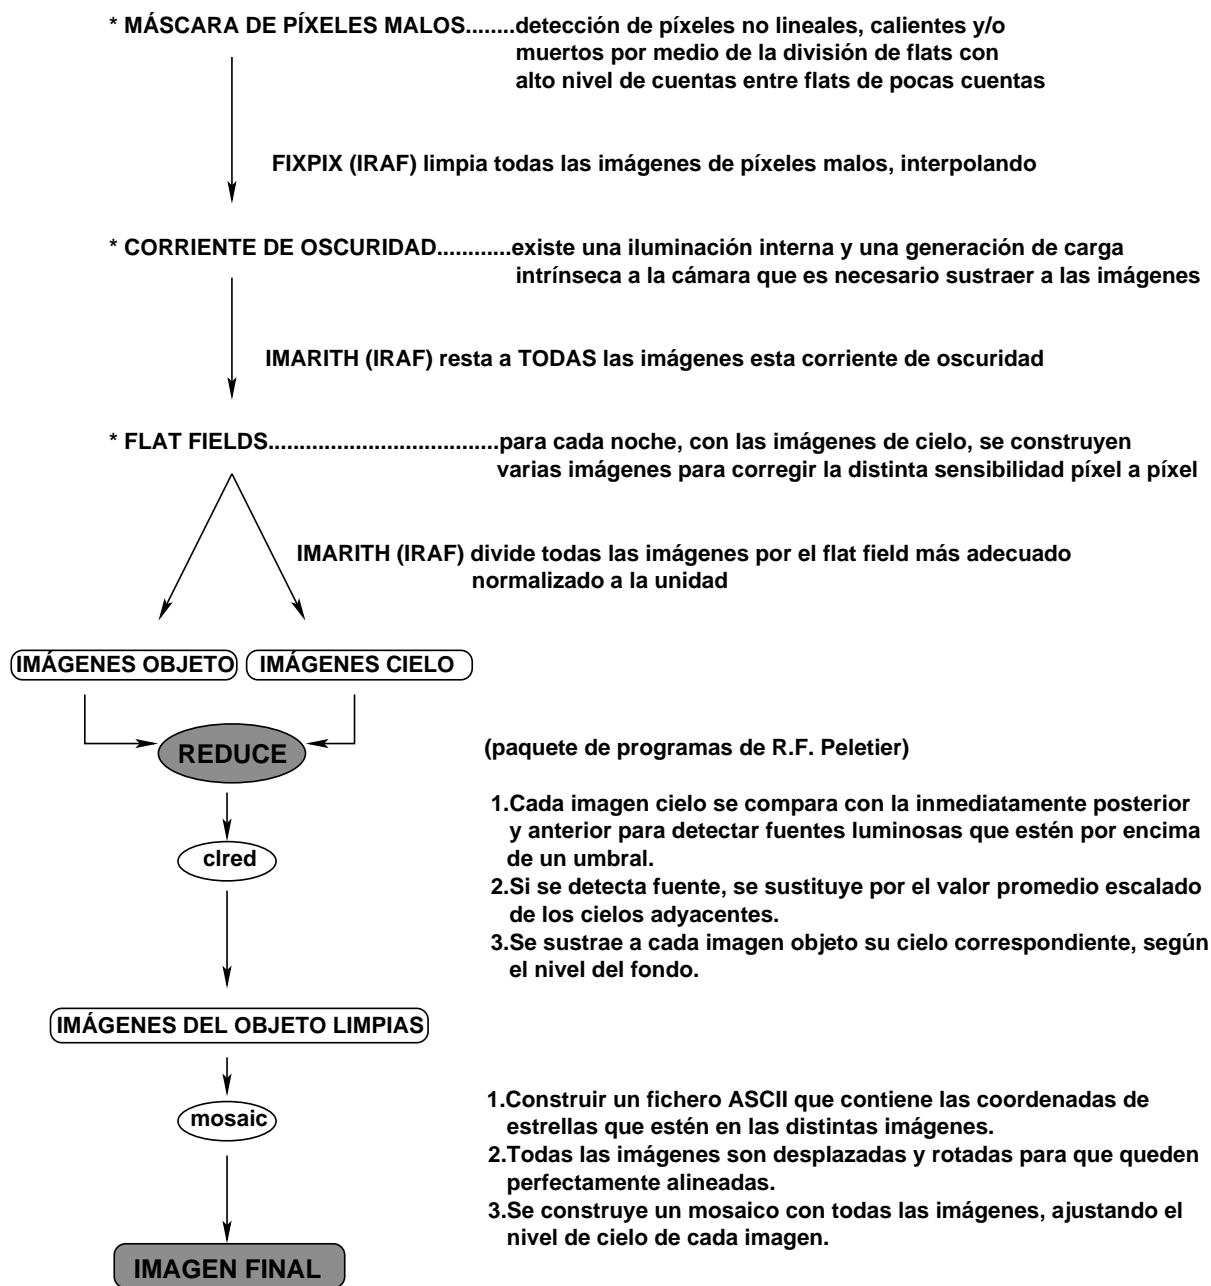 * MÁSCARA DE PÍXELES MALOS........detección de píxeles no lineales, calientes y/o
muertos por medio de la división de flats con
alto nivel de cuentas entre flats de pocas cuentas
FIXPIX (IRAF) limpia todas las imágenes de píxeles malos, interpolando
* CORRIENTE DE OSCURIDAD............existe una iluminación interna y una generación de carga
intrínseca a la cámara que es necesario sustraer a las imágenes
IMARITH (IRAF) resta a TODAS las imágenes esta corriente de oscuridad
* FLAT FIELDS.....................................para cada noche, con las imágenes de cielo, se construyen
varias imágenes para corregir la distinta sensibilidad píxel a píxel
IMARITH (IRAF) divide todas las imágenes por el flat field más adecuado
normalizado a la unidad
IMÁGENES OBJETO IMÁGENES CIELO
REDUCE
(paquete de programas de R.F. Peletier)
1.Cada imagen cielo se compara con la inmediatamente posterior
y anterior para detectar fuentes luminosas que estén por encima
de un umbral.
clred
2.Si se detecta fuente, se sustituye por el valor promedio escalado
de los cielos adyacentes.
3.Se sustrae a cada imagen objeto su cielo correspondiente, según
el nivel del fondo.
IMÁGENES DEL OBJETO LIMPIAS
mosaic
1.Construir un fichero ASCII que contiene las coordenadas de
estrellas que estén en las distintas imágenes.
2.Todas las imágenes son desplazadas y rotadas para que queden
perfectamente alineadas.
3.Se construye un mosaico con todas las imágenes, ajustando el
nivel de cielo de cada imagen.
IMAGEN FINAL